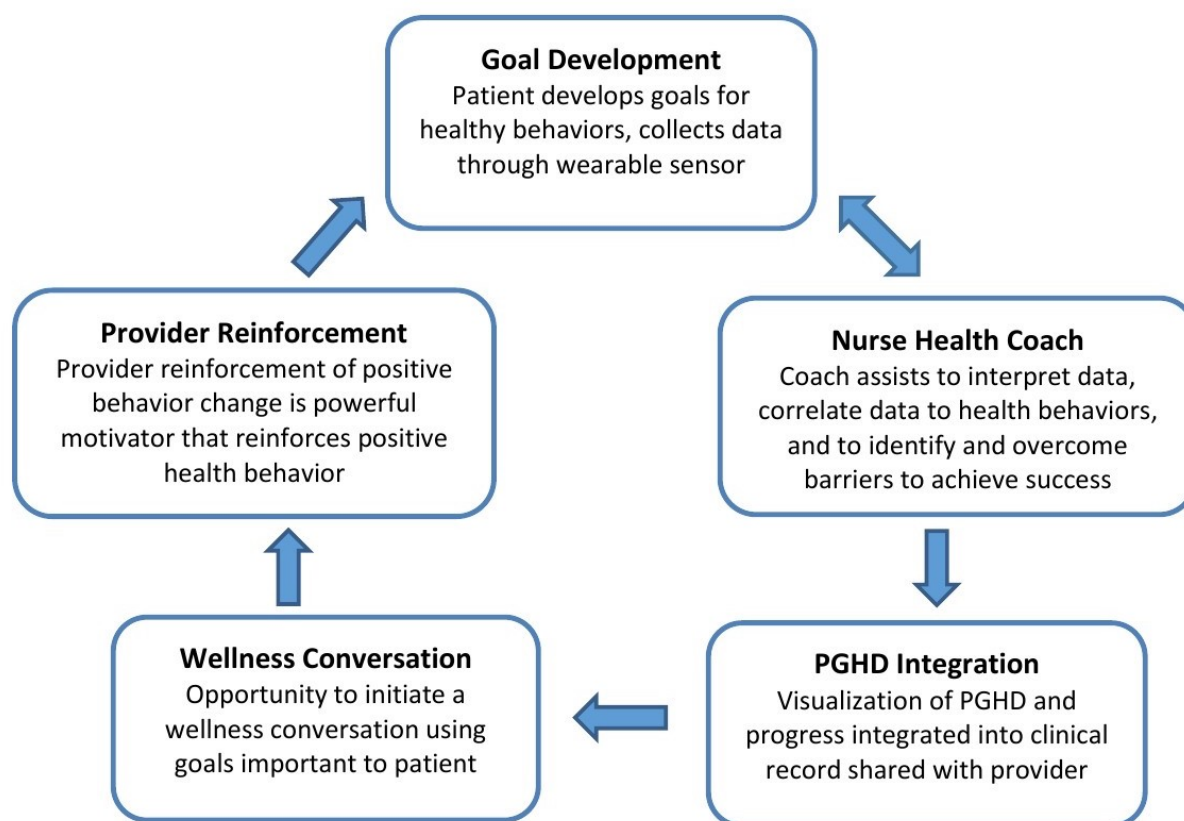 Goal Development
Patient develops goals for
healthy behaviors, collects data
through wearable sensor
Provider Reinforcement
Provider reinforcement of positive
behavior change is powerful
motivator that reinforces positive
health behavior
Nurse Health Coach
Coach assists to interpret data,
correlate data to health behaviors,
and to identify and overcome
barriers to achieve success
Wellness Conversation
Opportunity to initiate a
wellness conversation using
goals important to patient
PGHD Integration
Visualization of PGHD and
progress integrated into clinical
record shared with provider